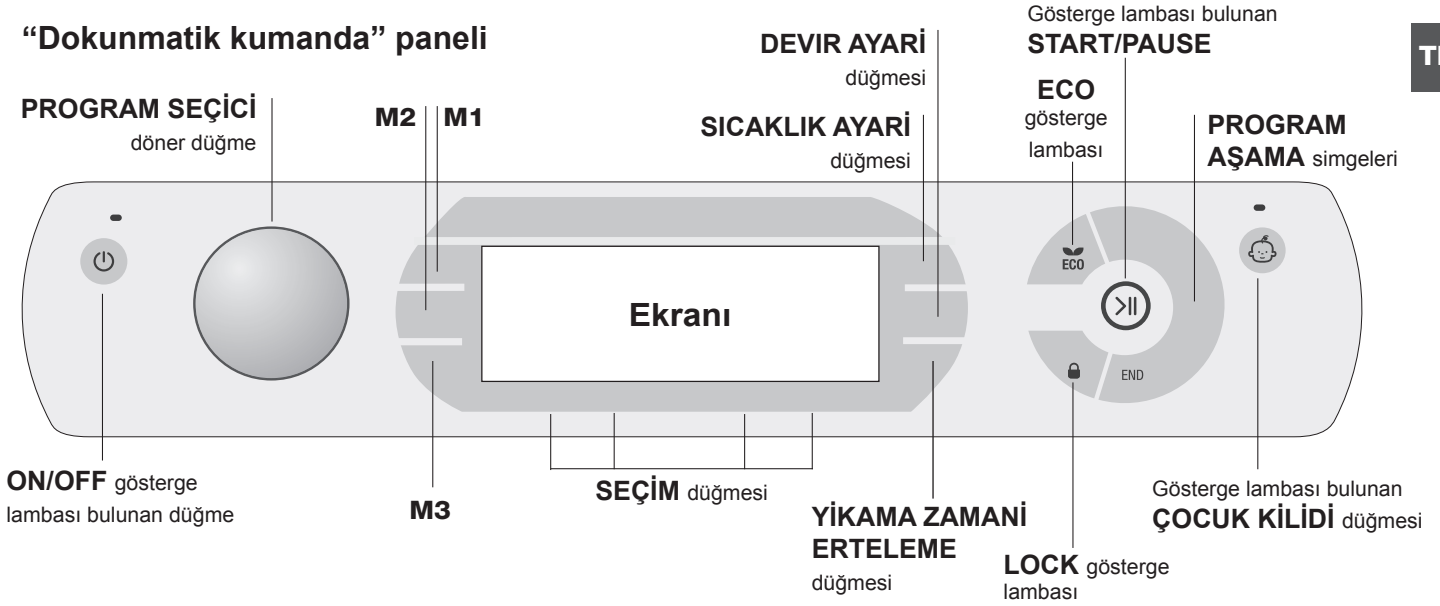 “Dokunmatik kumanda” paneli
PROGRAM SEÇİCİ
döner düğme
M2
M1
DEVIR AYARİ
düğmesi
SICAKLIK AYARİ
düğmesi
Gösterge lambası bulunan
START/PAUSE
ECO
gösterge
lambası
PROGRAM
AŞAMA simgeleri
Ekranı
ECO
END
ON/OFF gösterge
lambası bulunan düğme
M3
SEÇİM düğmesi
YİKAMA ZAMANİ
ERTELEME
düğmesi
LOCK gösterge
lambası
Gösterge lambası bulunan
ÇOCUK KİLİDİ düğmesi